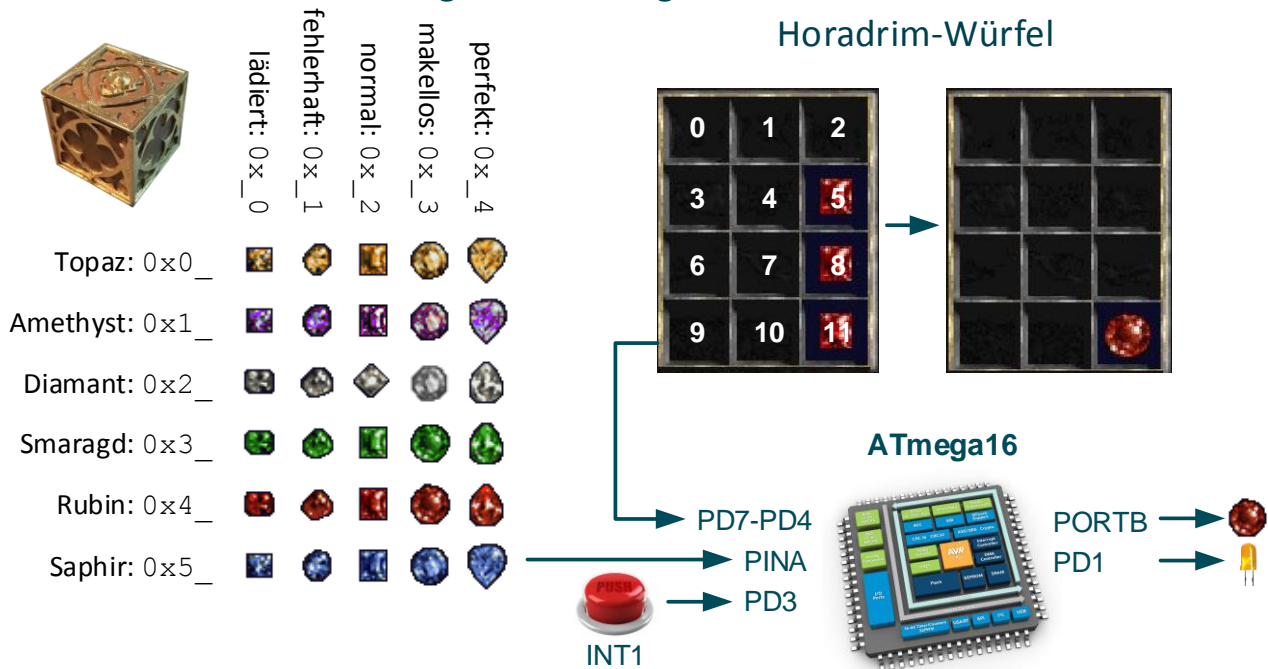 Horadrim-Würfel
lädiert: 0x_0
fehlerhaft: 0x_1
normal: 0x_2
makellos: 0x_3
perfekt: 0x_4
0 1 2
3 4 5
6 7 8
9 10 11
Topaz: 0x0_
Amethyst: 0x1_
Diamant: 0x2_
Smaragd: 0x3_
Rubin: 0x4_
Saphir: 0x5_
ATmega16
PD7-PD4
PINA
PD3
PUSH
INT1
AVR
PORTB
PD1